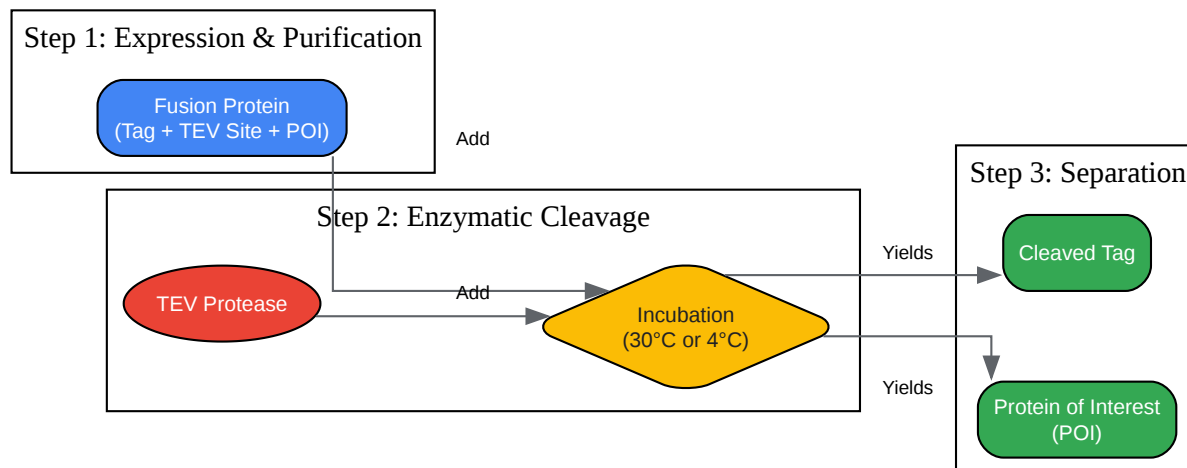 Step 1: Expression & Purification
Fusion Protein
(Tag + TEV Site + POI)
Add
Step 2: Enzymatic Cleavage
TEV Protease
Add
Incubation
(30°C or 4°C)
Yields
Yields
Step 3: Separation
Cleaved Tag
Protein of Interest
(POI)